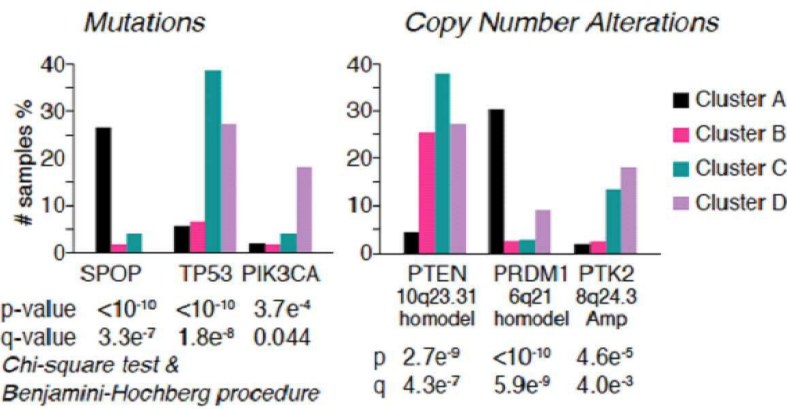 Mutations
Copy Number Alterations
# samples %
40
30
20
10
0
SPOP TP53 PIK3CA
p-value <10⁻¹⁰ <10⁻¹⁰ 3.7e⁻⁴
q-value 3.3e⁻⁷ 1.8e⁻⁸ 0.044
Chi-square test &
Benjamini-Hochberg procedure
40
30
20
10
0
PTEN PRDM1 PTK2
10q23.31 6q21 8q24.3
homodel homodel Amp
p 2.7e⁻⁹ <10⁻¹⁰ 4.6e⁻⁵
q 4.3e⁻⁷ 5.9e⁻⁹ 4.0e⁻³
Cluster A
Cluster B
Cluster C
Cluster D